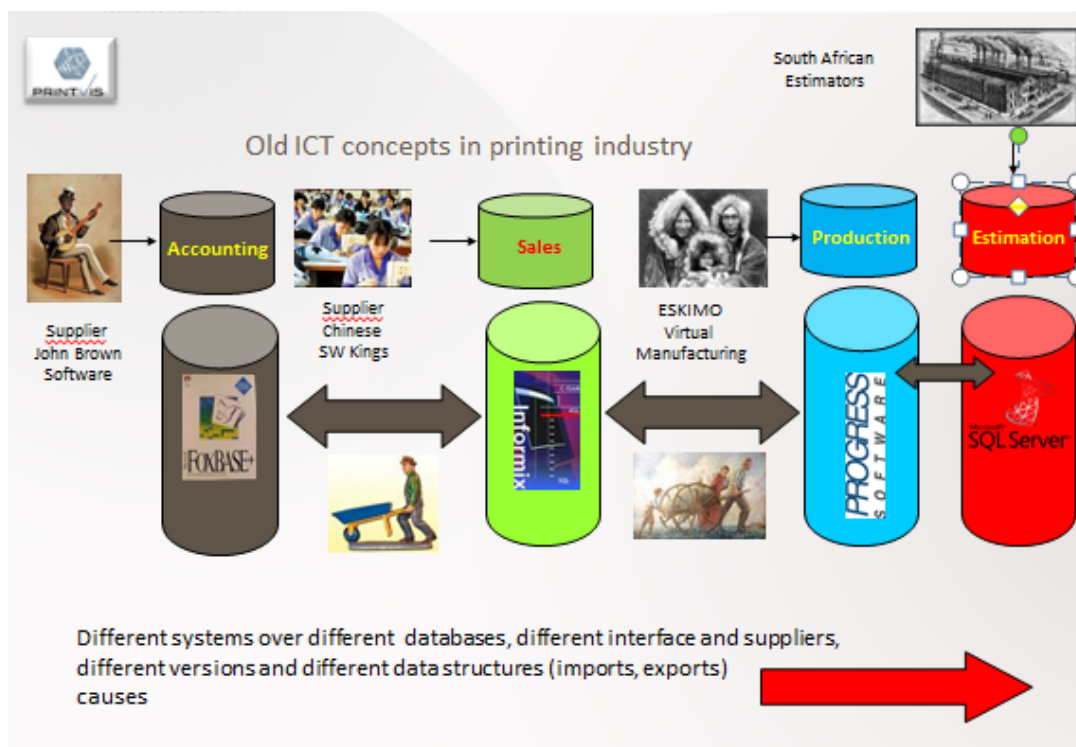 PRINTVIS
South African
Estimators
Old ICT concepts in printing industry
Accounting
Sales
Production
Estimation
Supplier
John Brown
Software
Supplier
Chinese
SW Kings
ESKIMO
Virtual
Manufacturing
FOXBASE+
Informix
PROGRESS
SOFTWARE
Microsoft
SQL Server
Different systems over different databases, different interface and suppliers,
different versions and different data structures (imports, exports)
causes